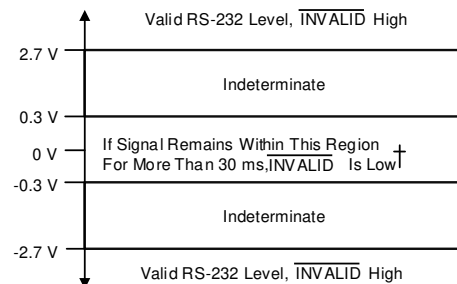 Valid RS-232 Level, INVALID High
2.7 V
Indeterminate
0.3 V
If Signal Remains Within This Region
0 V
For More Than 30 ms, INVALID Is Low†
-0.3 V
Indeterminate
-2.7 V
Valid RS-232 Level, INVALID High